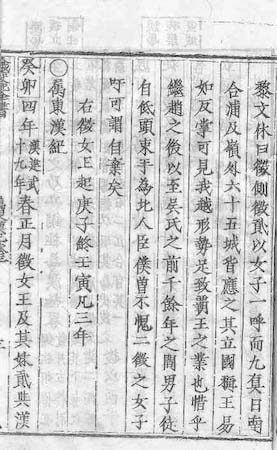 黎文休曰徵側徵貳以女子一呼而九真日南
合浦及嶺外六十五城皆應之其立國稱王易
如反掌可見我越形勢足致霸王之業也惜乎
繼趙之後以至吳氏之前千餘年之間男子徒
自低頭束手為北人臣僕曾不愧二徵之女子
吁可謂自棄矣
右徵女王起庚子終壬寅凡三年
○屬東漢紀
癸卯四年漢建武十九年春正月徵女王及其妹貳與漢